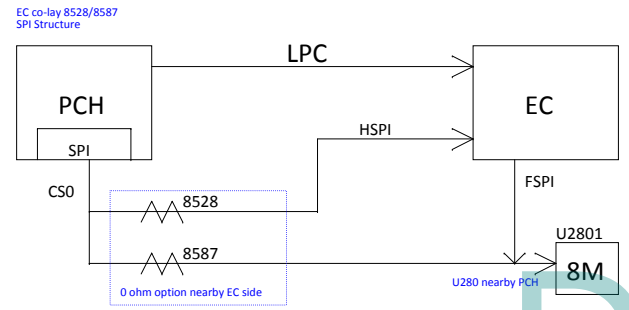 EC co-lay 8528/8587
SPI Structure
LPC
PCH
EC
HSPI
SPI
CS0
FSPI
8528
U2801
8587
8M
U280 nearby PCH
0 ohm option nearby EC side